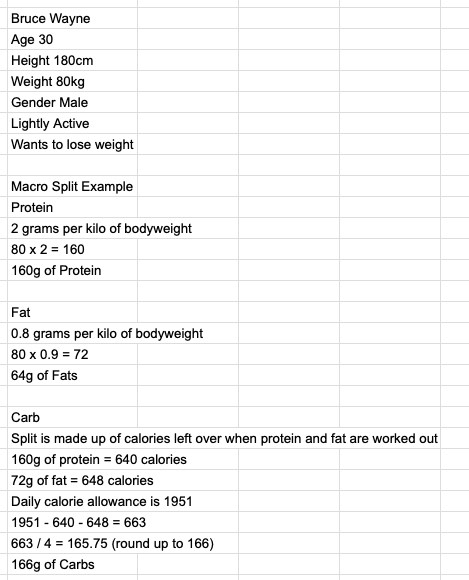 Bruce Wayne
Age 30
Height 180cm
Weight 80kg
Gender Male
Lightly Active
Wants to lose weight
Macro Split Example
Protein
2 grams per kilo of bodyweight
80 x 2 = 160
160g of Protein
Fat
0.8 grams per kilo of bodyweight
80 x 0.9 = 72
64g of Fats
Carb
Split is made up of calories left over when protein and fat are worked out
160g of protein = 640 calories
72g of fat = 648 calories
Daily calorie allowance is 1951
1951 - 640 - 648 = 663
663 / 4 = 165.75 (round up to 166)
166g of Carbs